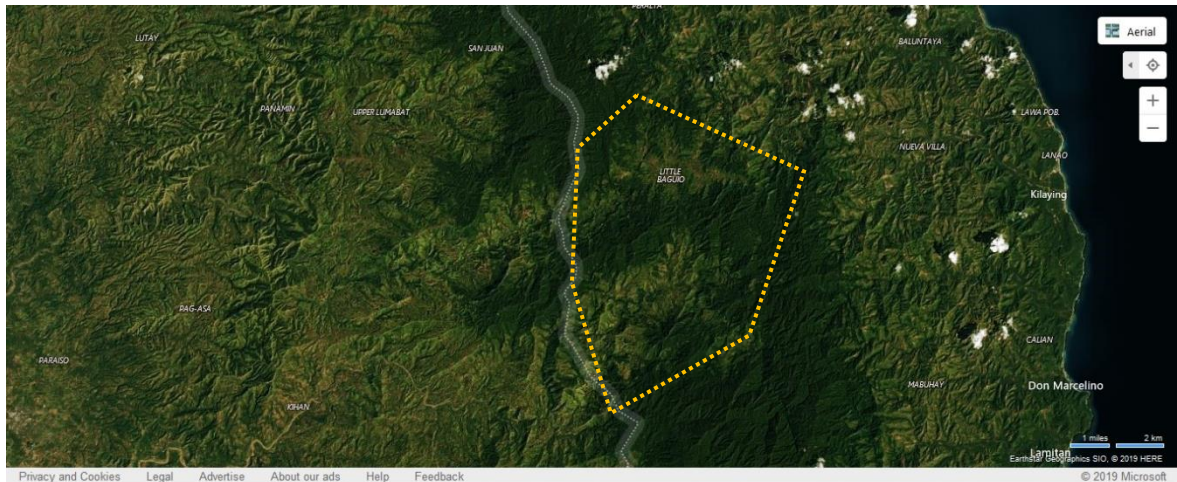 PERALTA
LUTAY
SAN JUAN
BALUNTAYA
Aerial
PANAMIN
UPPER LUMABAT
LAWA POB.
NUEVA VILLA
LANAO
LITTLE
BAGUIO
Kilaying
PAG-ASA
CALIAN
PARAISO
MABUHAY
Don Marcelino
KIHAN
1 miles
2 km
Lamitan
Earthstar Geographics SIO, © 2019 HERE
Privacy and Cookies
Legal
Advertise
About our ads
Help
Feedback
© 2019 Microsoft